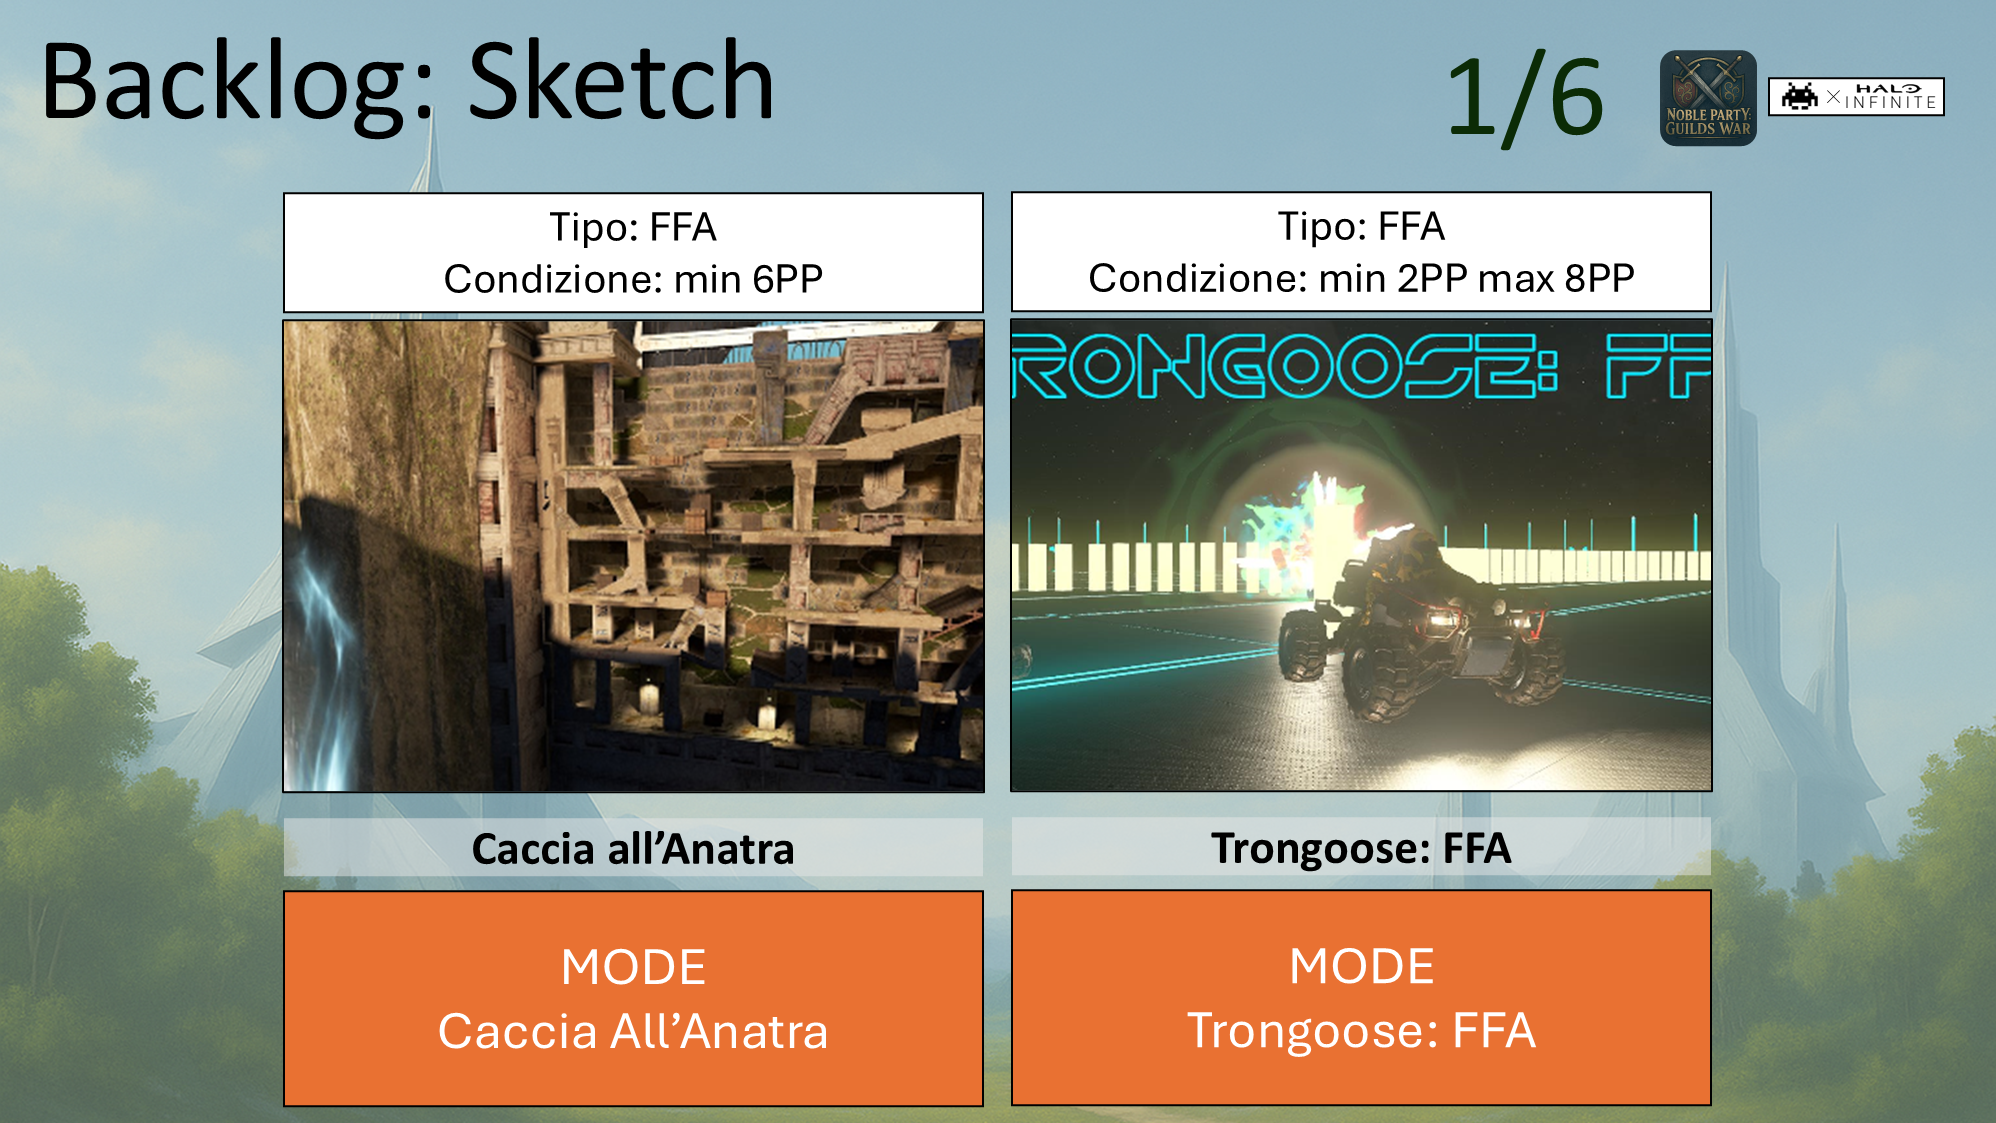 Backlog: Sketch
1/6
NOBLE PARTY:
GUILDS WAR
× HALO
INFINITE
Tipo: FFA
Condizione: min 6PP
Tipo: FFA
Condizione: min 2PP max 8PP
RONGOOSE: FF
Caccia all’Anatra
Trongoose: FFA
MODE
Caccia All’Anatra
MODE
Trongoose: FFA